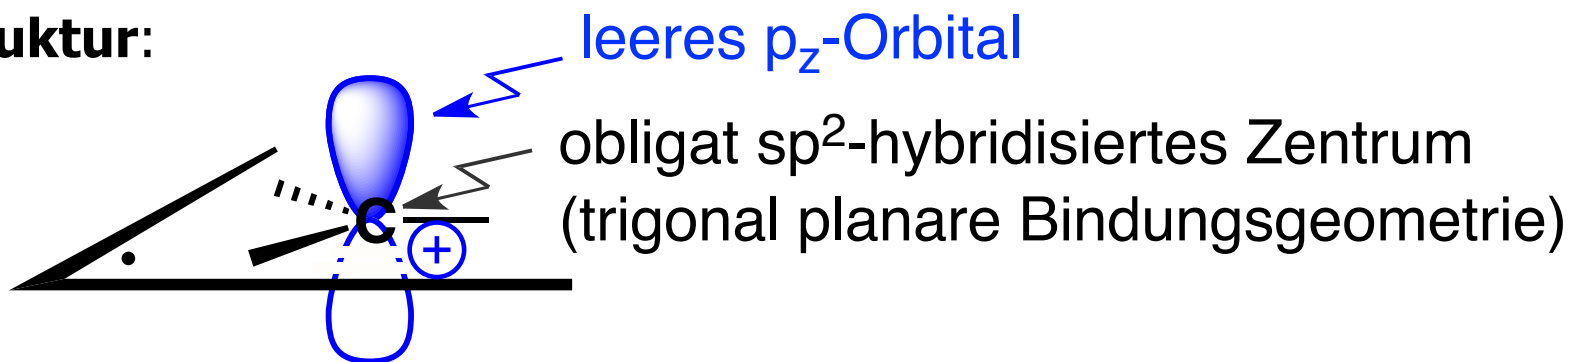 uktur:
leeres pz-Orbital
obligat sp2-hybridisiertes Zentrum
(trigonal planare Bindungsgeometrie)
C
+